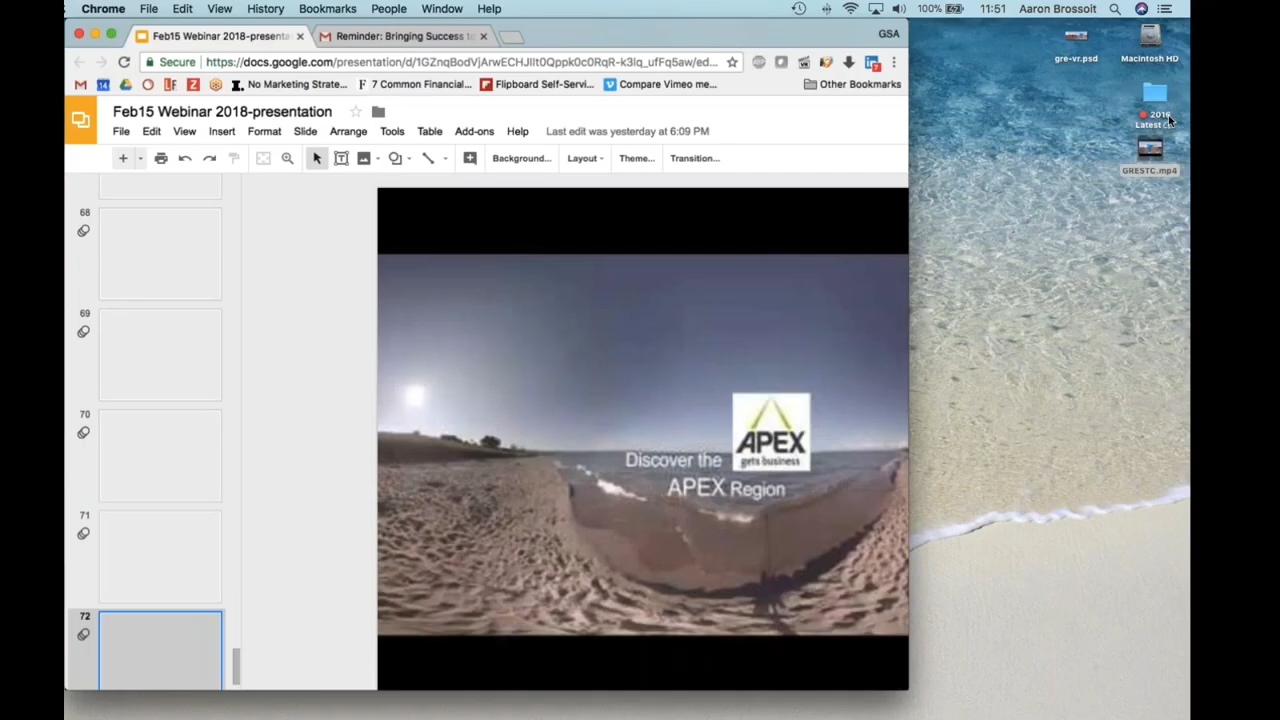 Chrome File Edit View History Bookmarks People Window Help 100% 11:51 Aaron Brossoit
Feb15 Webinar 2018-presenta Reminder: Bringing Success to GSA
Secure https://docs.google.com/presentation/d/
No Marketing Strate... 7 Common Financial... Flipboard Self-Servi... Compare Vimeo me... Other Bookmarks
Feb15 Webinar 2018-presentation
File Edit View Insert Format Slide Arrange Tools Table Add-ons Help Last edit was yesterday at 6:09 PM
Background... Layout Theme... Transition...
68
69
70
71
72
APEX
gets business
Discover the
APEX Region
gre-vr.psd Macintosh HD
Latest
GRESTC.mp4